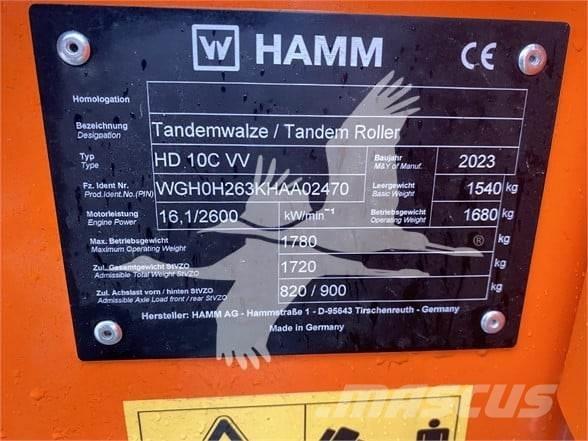 HAMM
CE
Homologation
Bezeichnung
Designation
Tandemwalze / Tandem Roller
Typ
Type
HD 10C VV
Baujahr
M&Y of Manuf.
2023
Fz. Ident Nr.
Prod.Ident.No.(PIN)
WGH0H263KHAA02470
Leergewicht
Basic Weight
1540 kg
Motorleistung
Engine Power
16,1/2600
kW/min⁻¹
Betriebsgewicht
Operating Weight
1680 kg
Max. Betriebsgewicht
Maximum Operating Weight
1780 kg
Zul. Gesamtgewicht StVZO
Admissible Total Weight StVZO
1720 kg
Zul. Achslast vorn / hinten StVZO
Admissible Axle Load front / rear StVZO
820 / 900 kg
Hersteller: HAMM AG - Hammstraße 1 - D-95643 Tirschenreuth - Germany
Made in Germany
®
MASCUS